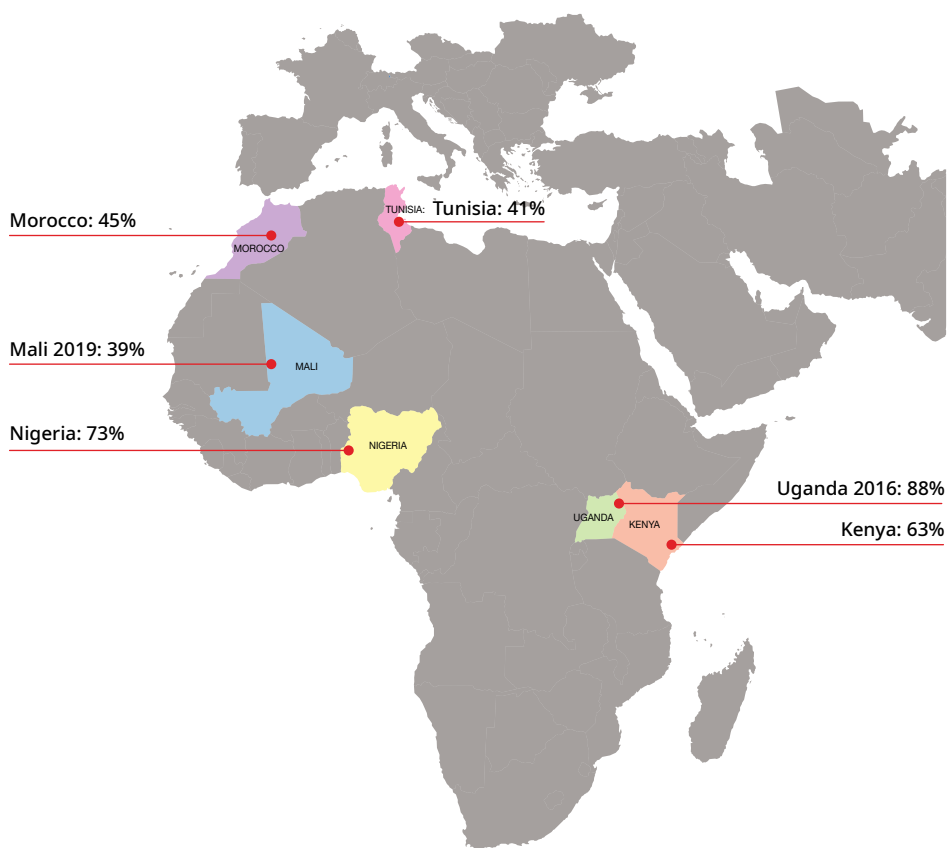 TUNISIA: Tunisia: 41%
Morocco: 45%
MOROCCO
Mali 2019: 39%
MALI
Nigeria: 73%
NIGERIA
Uganda 2016: 88%
UGANDA KENYA
Kenya: 63%